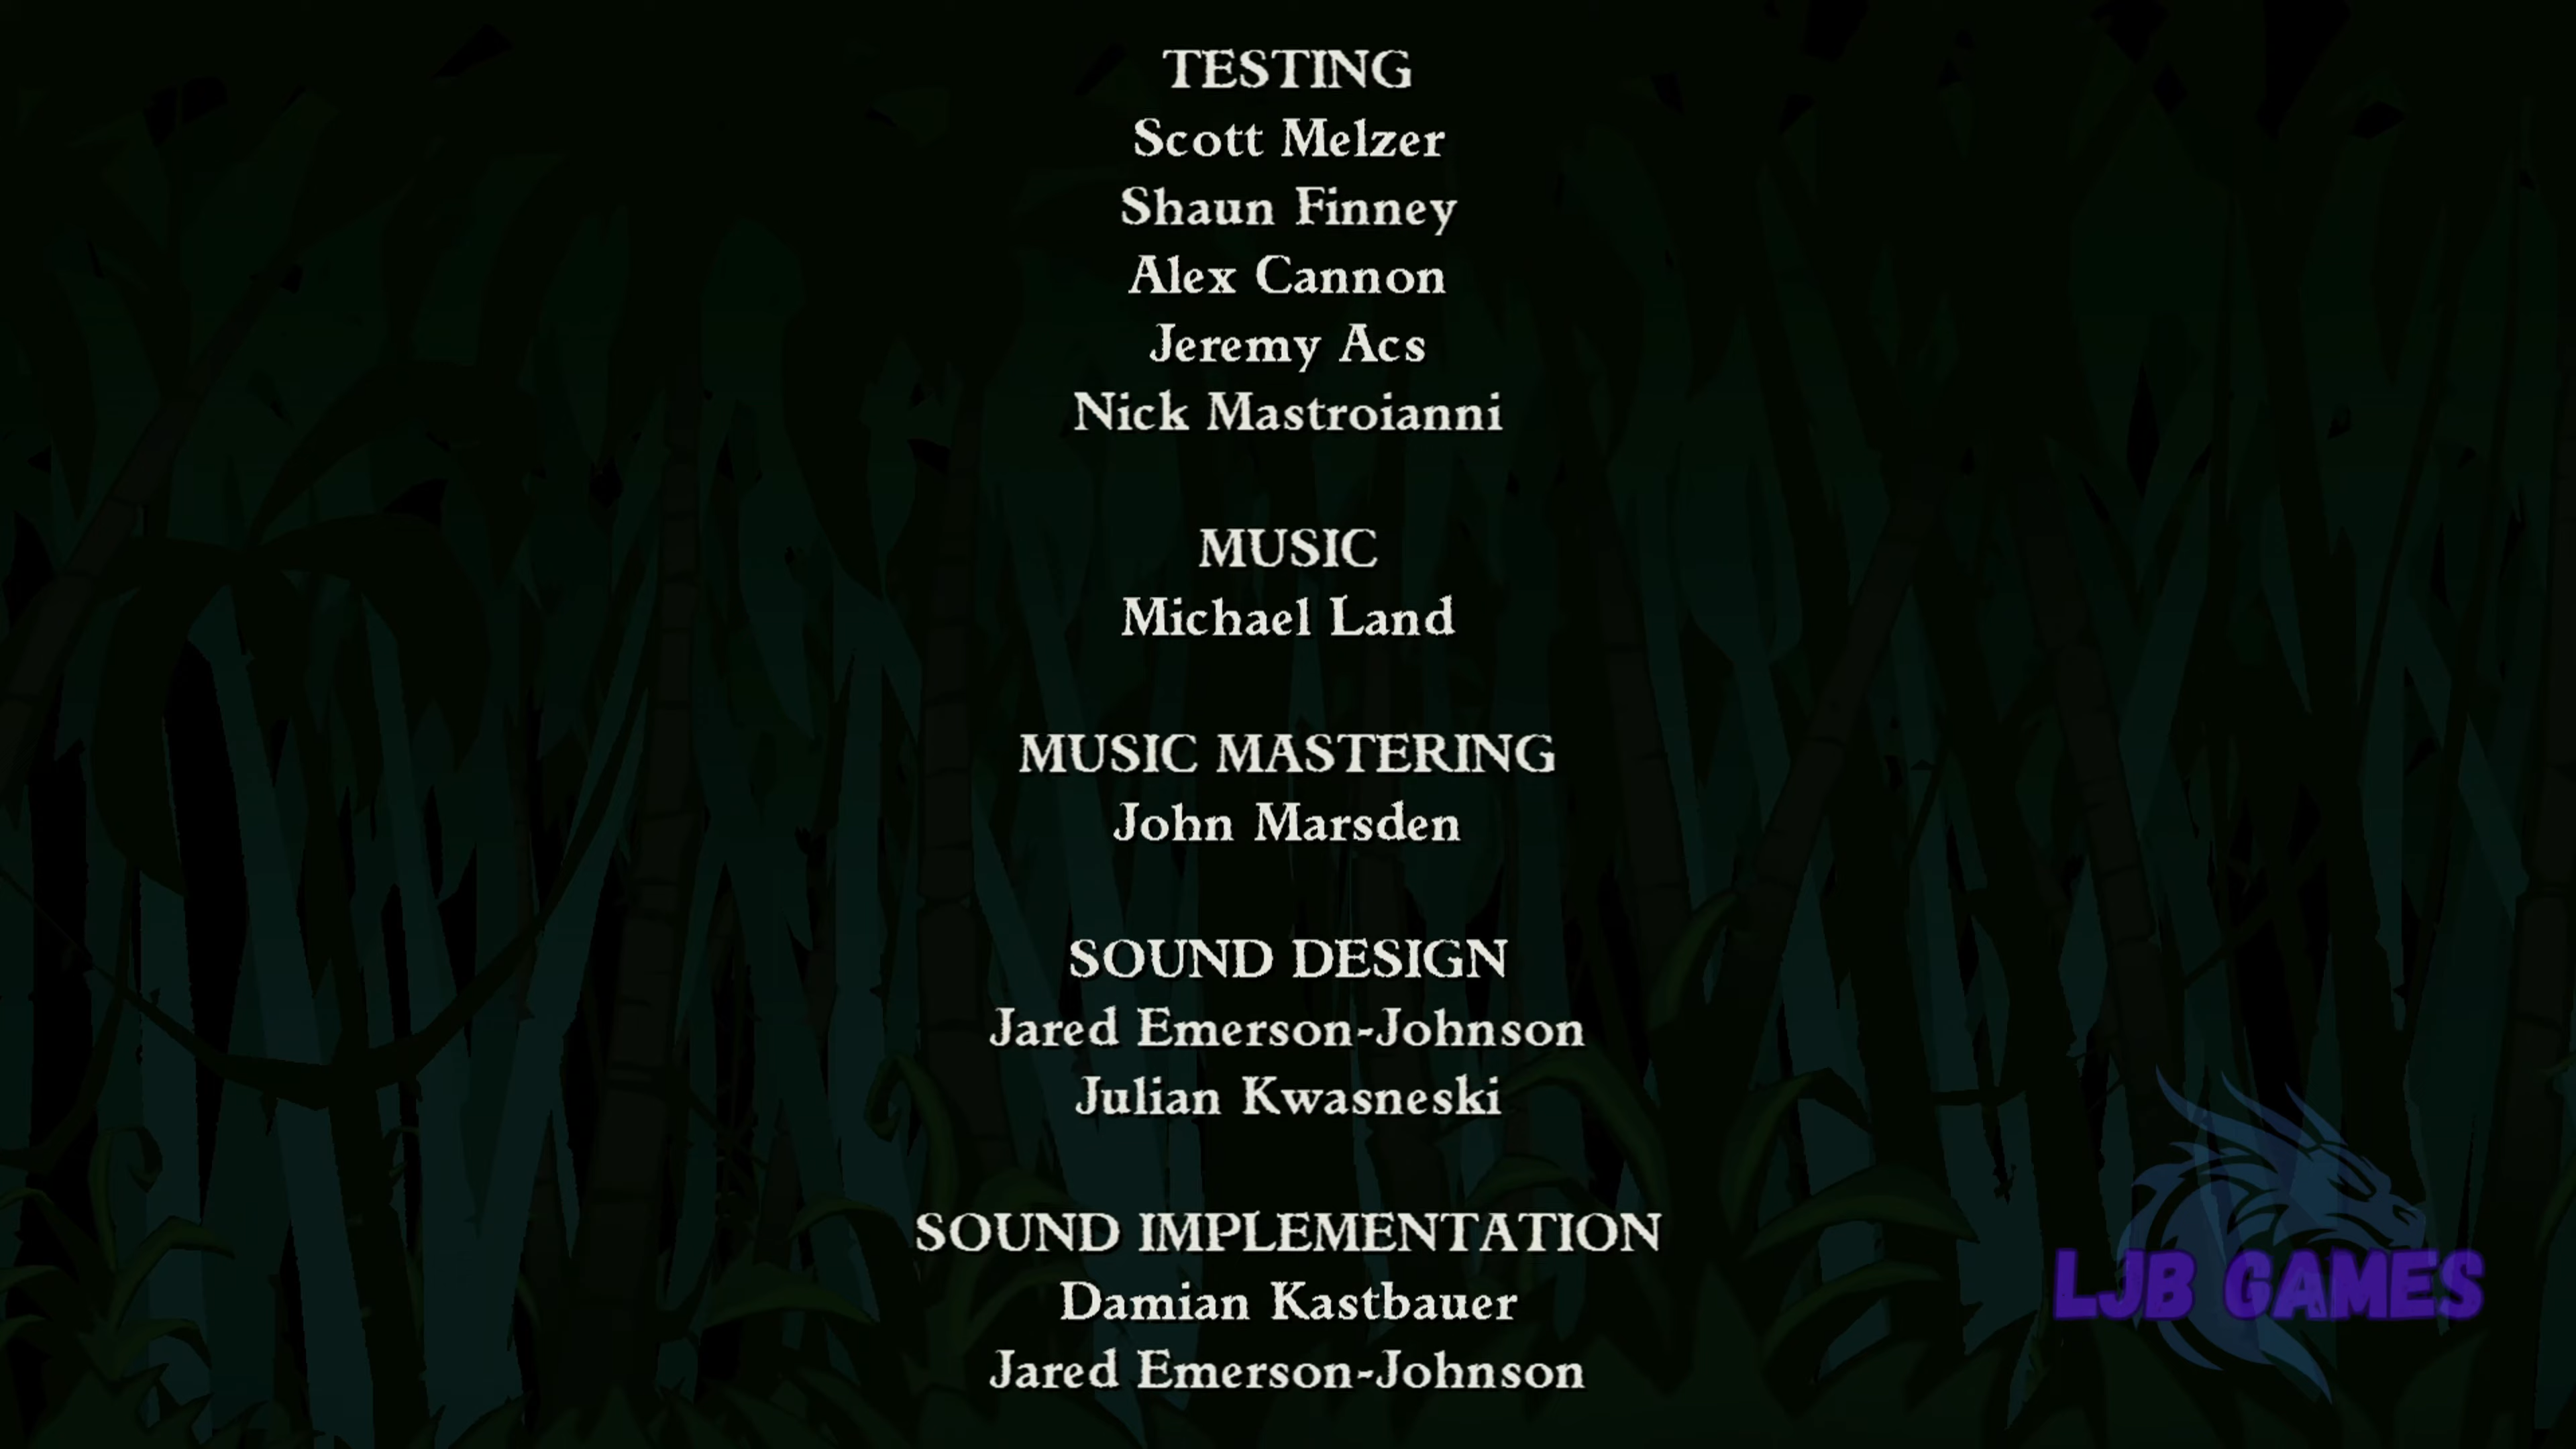 TESTING
Scott Melzer
Shaun Finney
Alex Cannon
Jeremy Acs
Nick Mastroianni
MUSIC
Michael Land
MUSIC MASTERING
John Marsden
SOUND DESIGN
Jared Emerson-Johnson
Julian Kwasneski
SOUND IMPLEMENTATION
Damian Kastbauer
Jared Emerson-Johnson
LJB GAMES